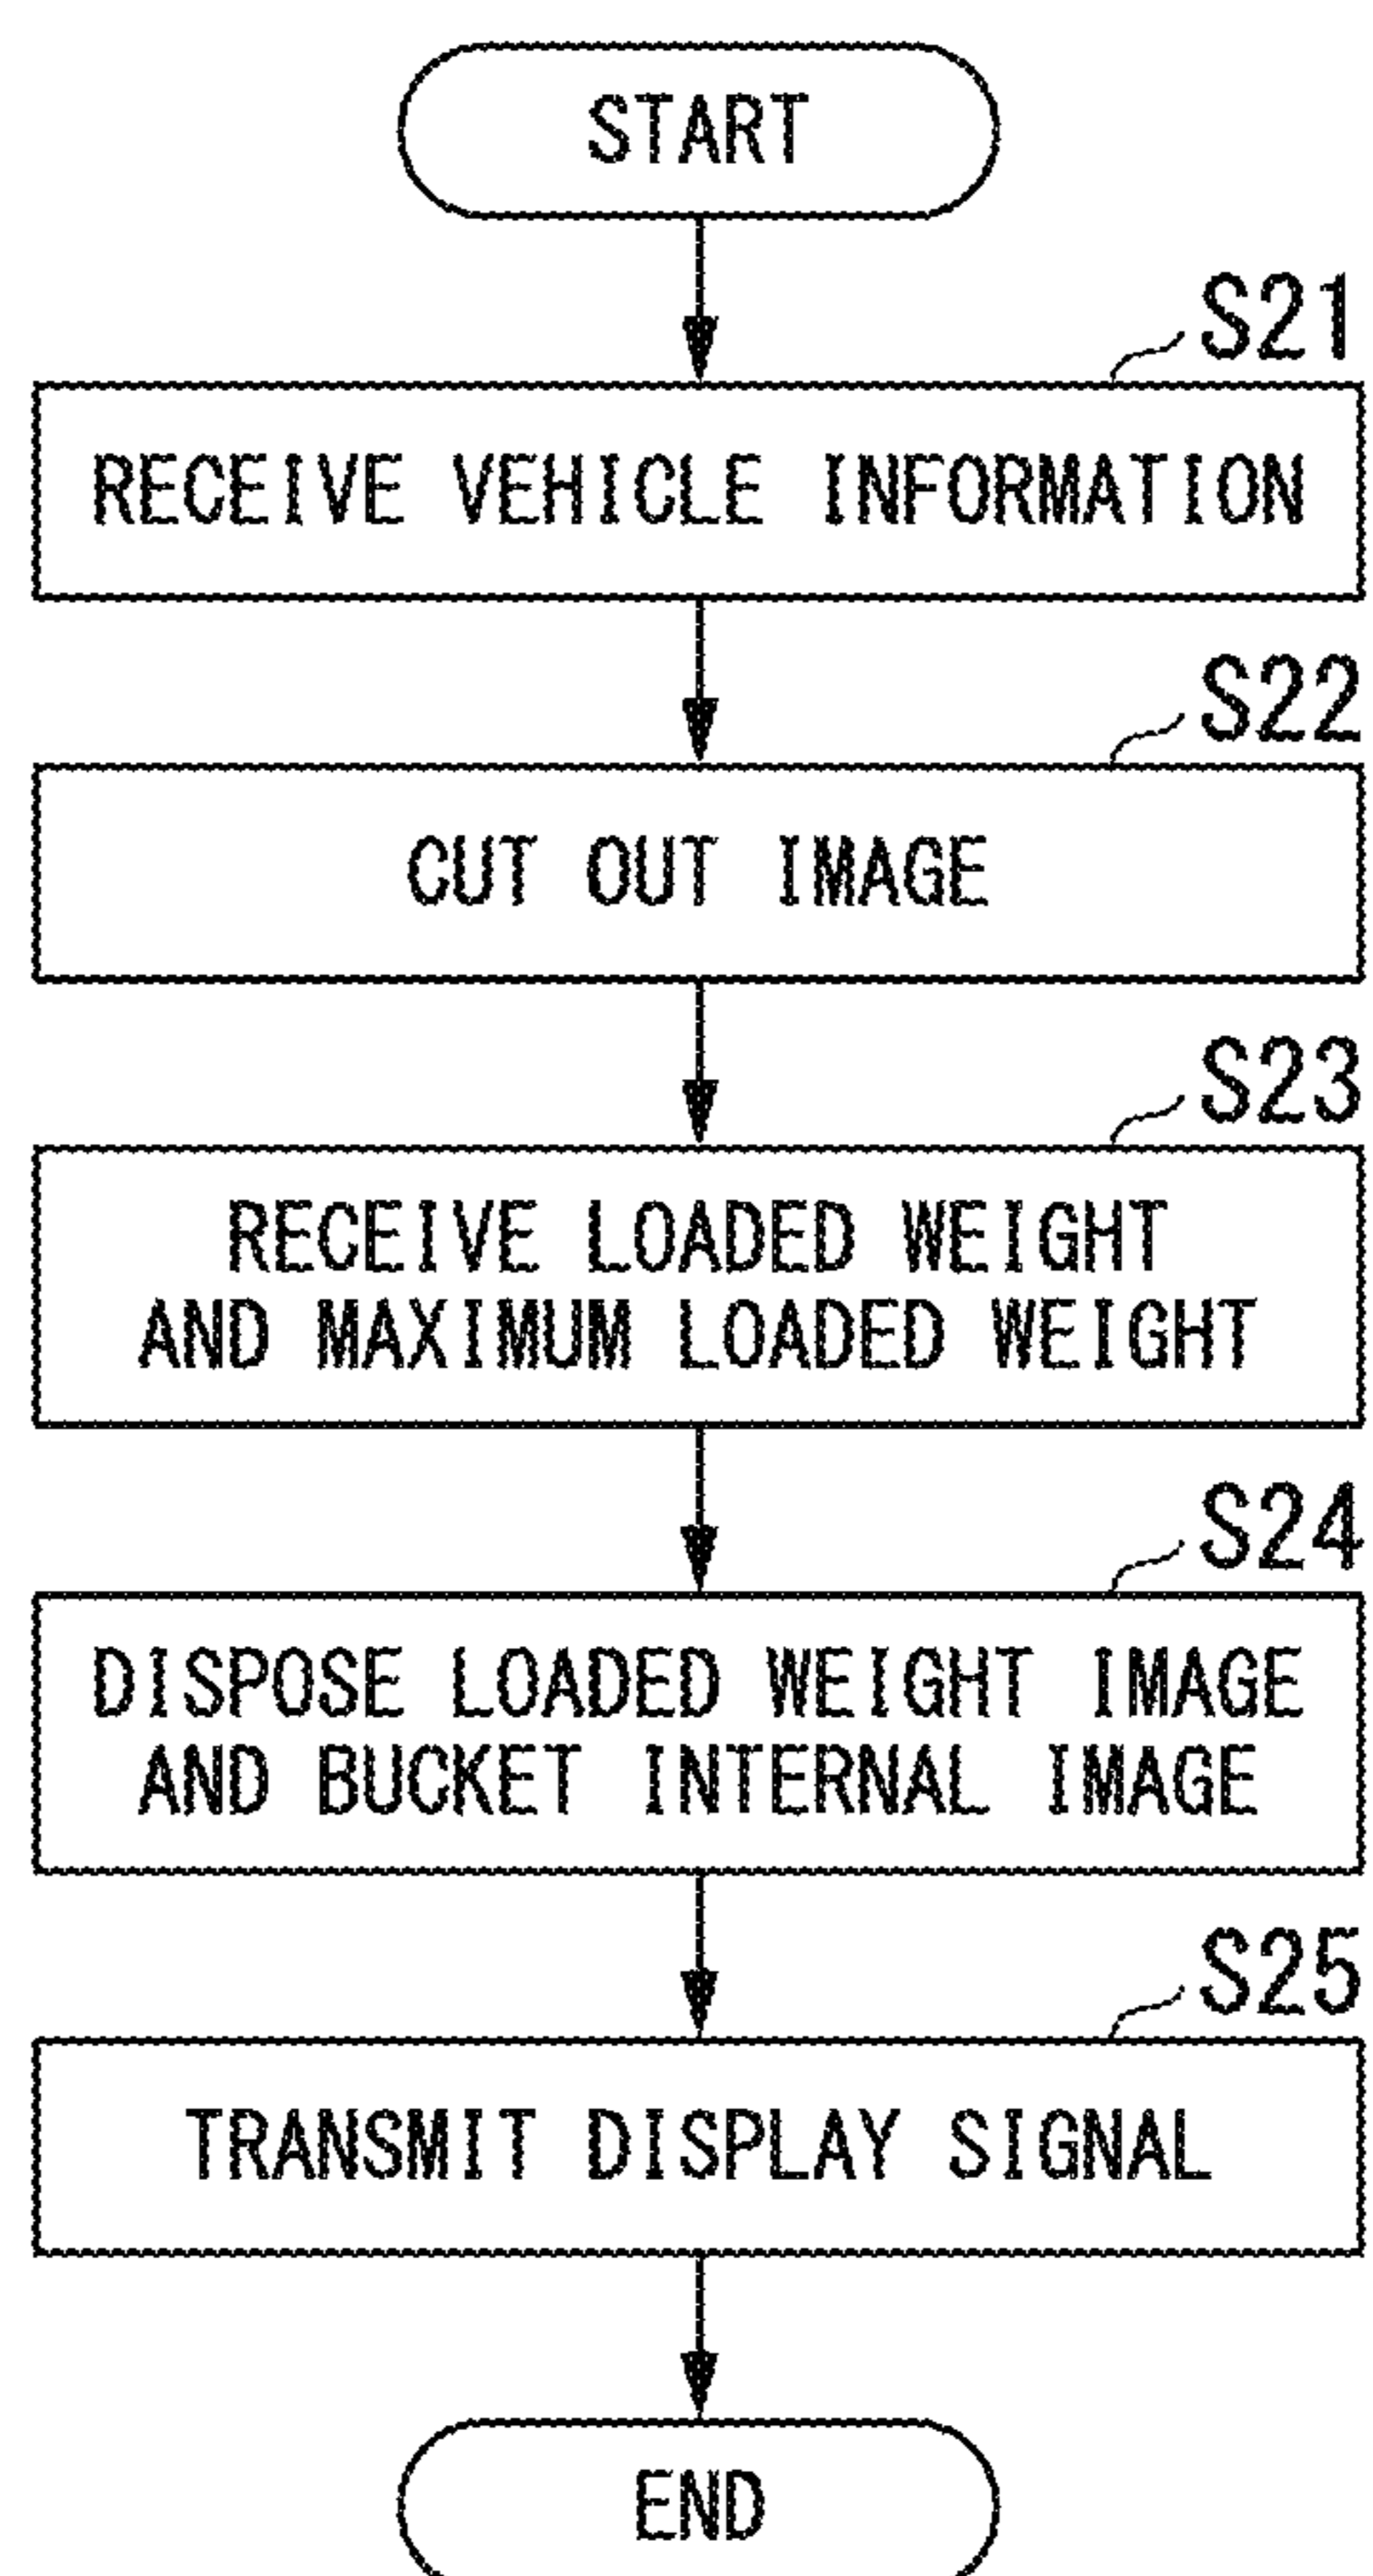 START
S21
RECEIVE VEHICLE INFORMATION
S22
CUT OUT IMAGE
S23
RECEIVE LOADED WEIGHT
AND MAXIMUM LOADED WEIGHT
S24
DISPOSE LOADED WEIGHT IMAGE
AND BUCKET INTERNAL IMAGE
S25
TRANSMIT DISPLAY SIGNAL
END